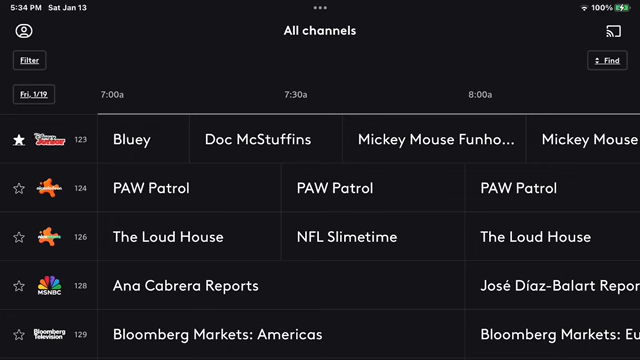 5:34 PM Sat Jan 13 100%
All channels
Filter
Find
Fri, 1/19 7:00a 7:30a 8:00a
123 Bluey Doc McStuffins Mickey Mouse Funho... Mickey Mouse
124 PAW Patrol PAW Patrol PAW Patrol
126 The Loud House NFL Slimetime The Loud House
MSNBC 128 Ana Cabrera Reports José Díaz-Balart Repor
Bloomberg
Television 129 Bloomberg Markets: Americas Bloomberg Markets: Eu